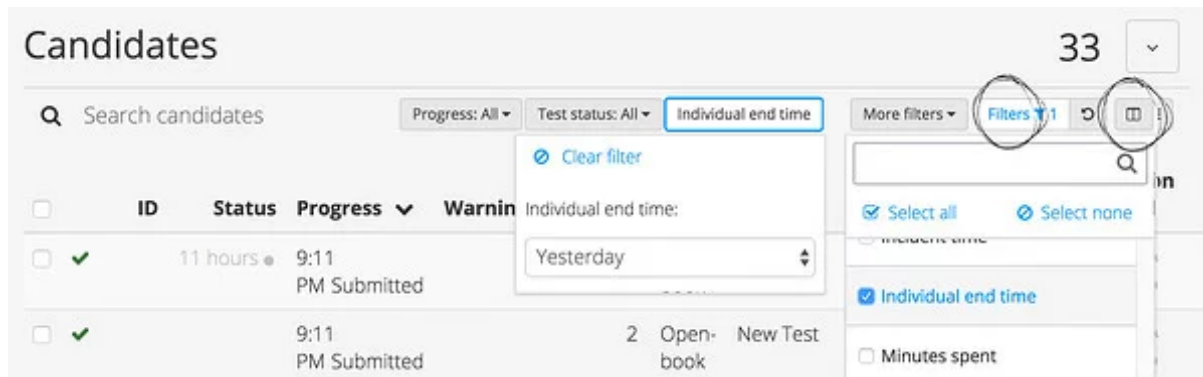 Candidates
33
Search candidates
Progress: All
Test status: All
Individual end time
More filters
Filters 1
Clear filter
Select all
Select none
ID
Status
Progress
Warnin
Individual end time:
Yesterday
Individual end time
Minutes spent
11 hours
9:11
PM Submitted
9:11
PM Submitted
2
Open-
book
New Test